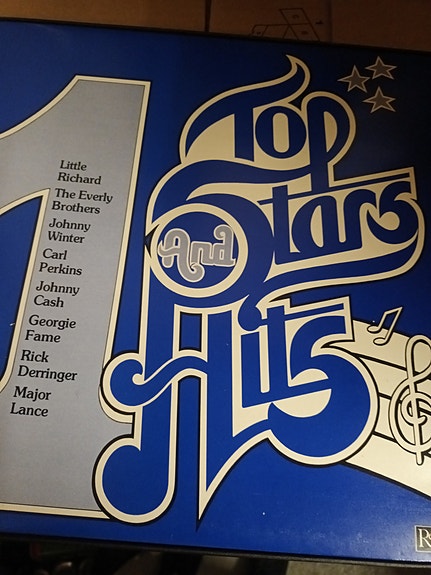 1
Top
And
Stars
Hits
Little
Richard
The Everly
Brothers
Johnny
Winter
Carl
Perkins
Johnny
Cash
Georgie
Fame
Rick
Derringer
Major
Lance